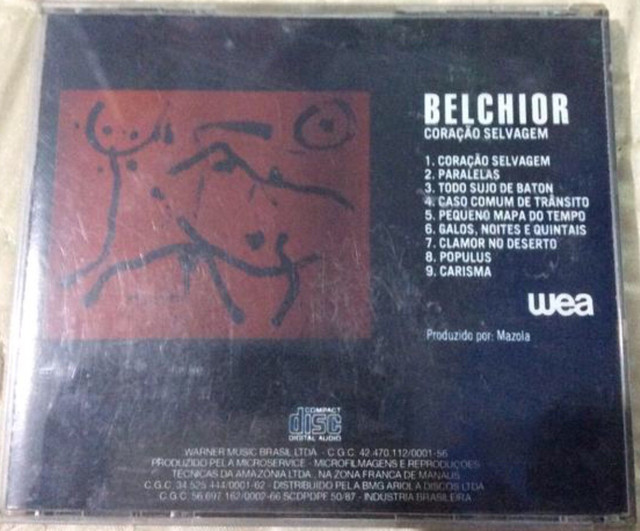 BELCHIOR
CORAÇÃO SELVAGEM
1. CORAÇÃO SELVAGEM
2. PARALELAS
3. TODO SUJO DE BATON
4. CASO COMUM DE TRÂNSITO
5. PEQUENO MAPA DO TEMPO
6. GALOS, NOITES E QUINTAIS
7. CLAMOR NO DESERTO
8. POPULUS
9. CARISMA
wea
Produzido por: Mazola
COMPACT
disc
DIGITAL AUDIO
WARNER MUSIC BRASIL LTDA - C.G.C. 42.470.112/0001-56
PRODUZIDO PELA MICROSERVICE - MICROFILMAGENS E REPRODUÇÕES
TÉCNICAS DA AMAZÔNIA LTDA. NA ZONA FRANCA DE MANAUS
C.G.C. 34.525.444/0001-62 - DISTRIBUÍDO PELA BMG ARIOLA DISCOS LTDA
C.G.C. 56.697.162/0002-66 SCDPDPF 50/87 - INDÚSTRIA BRASILEIRA